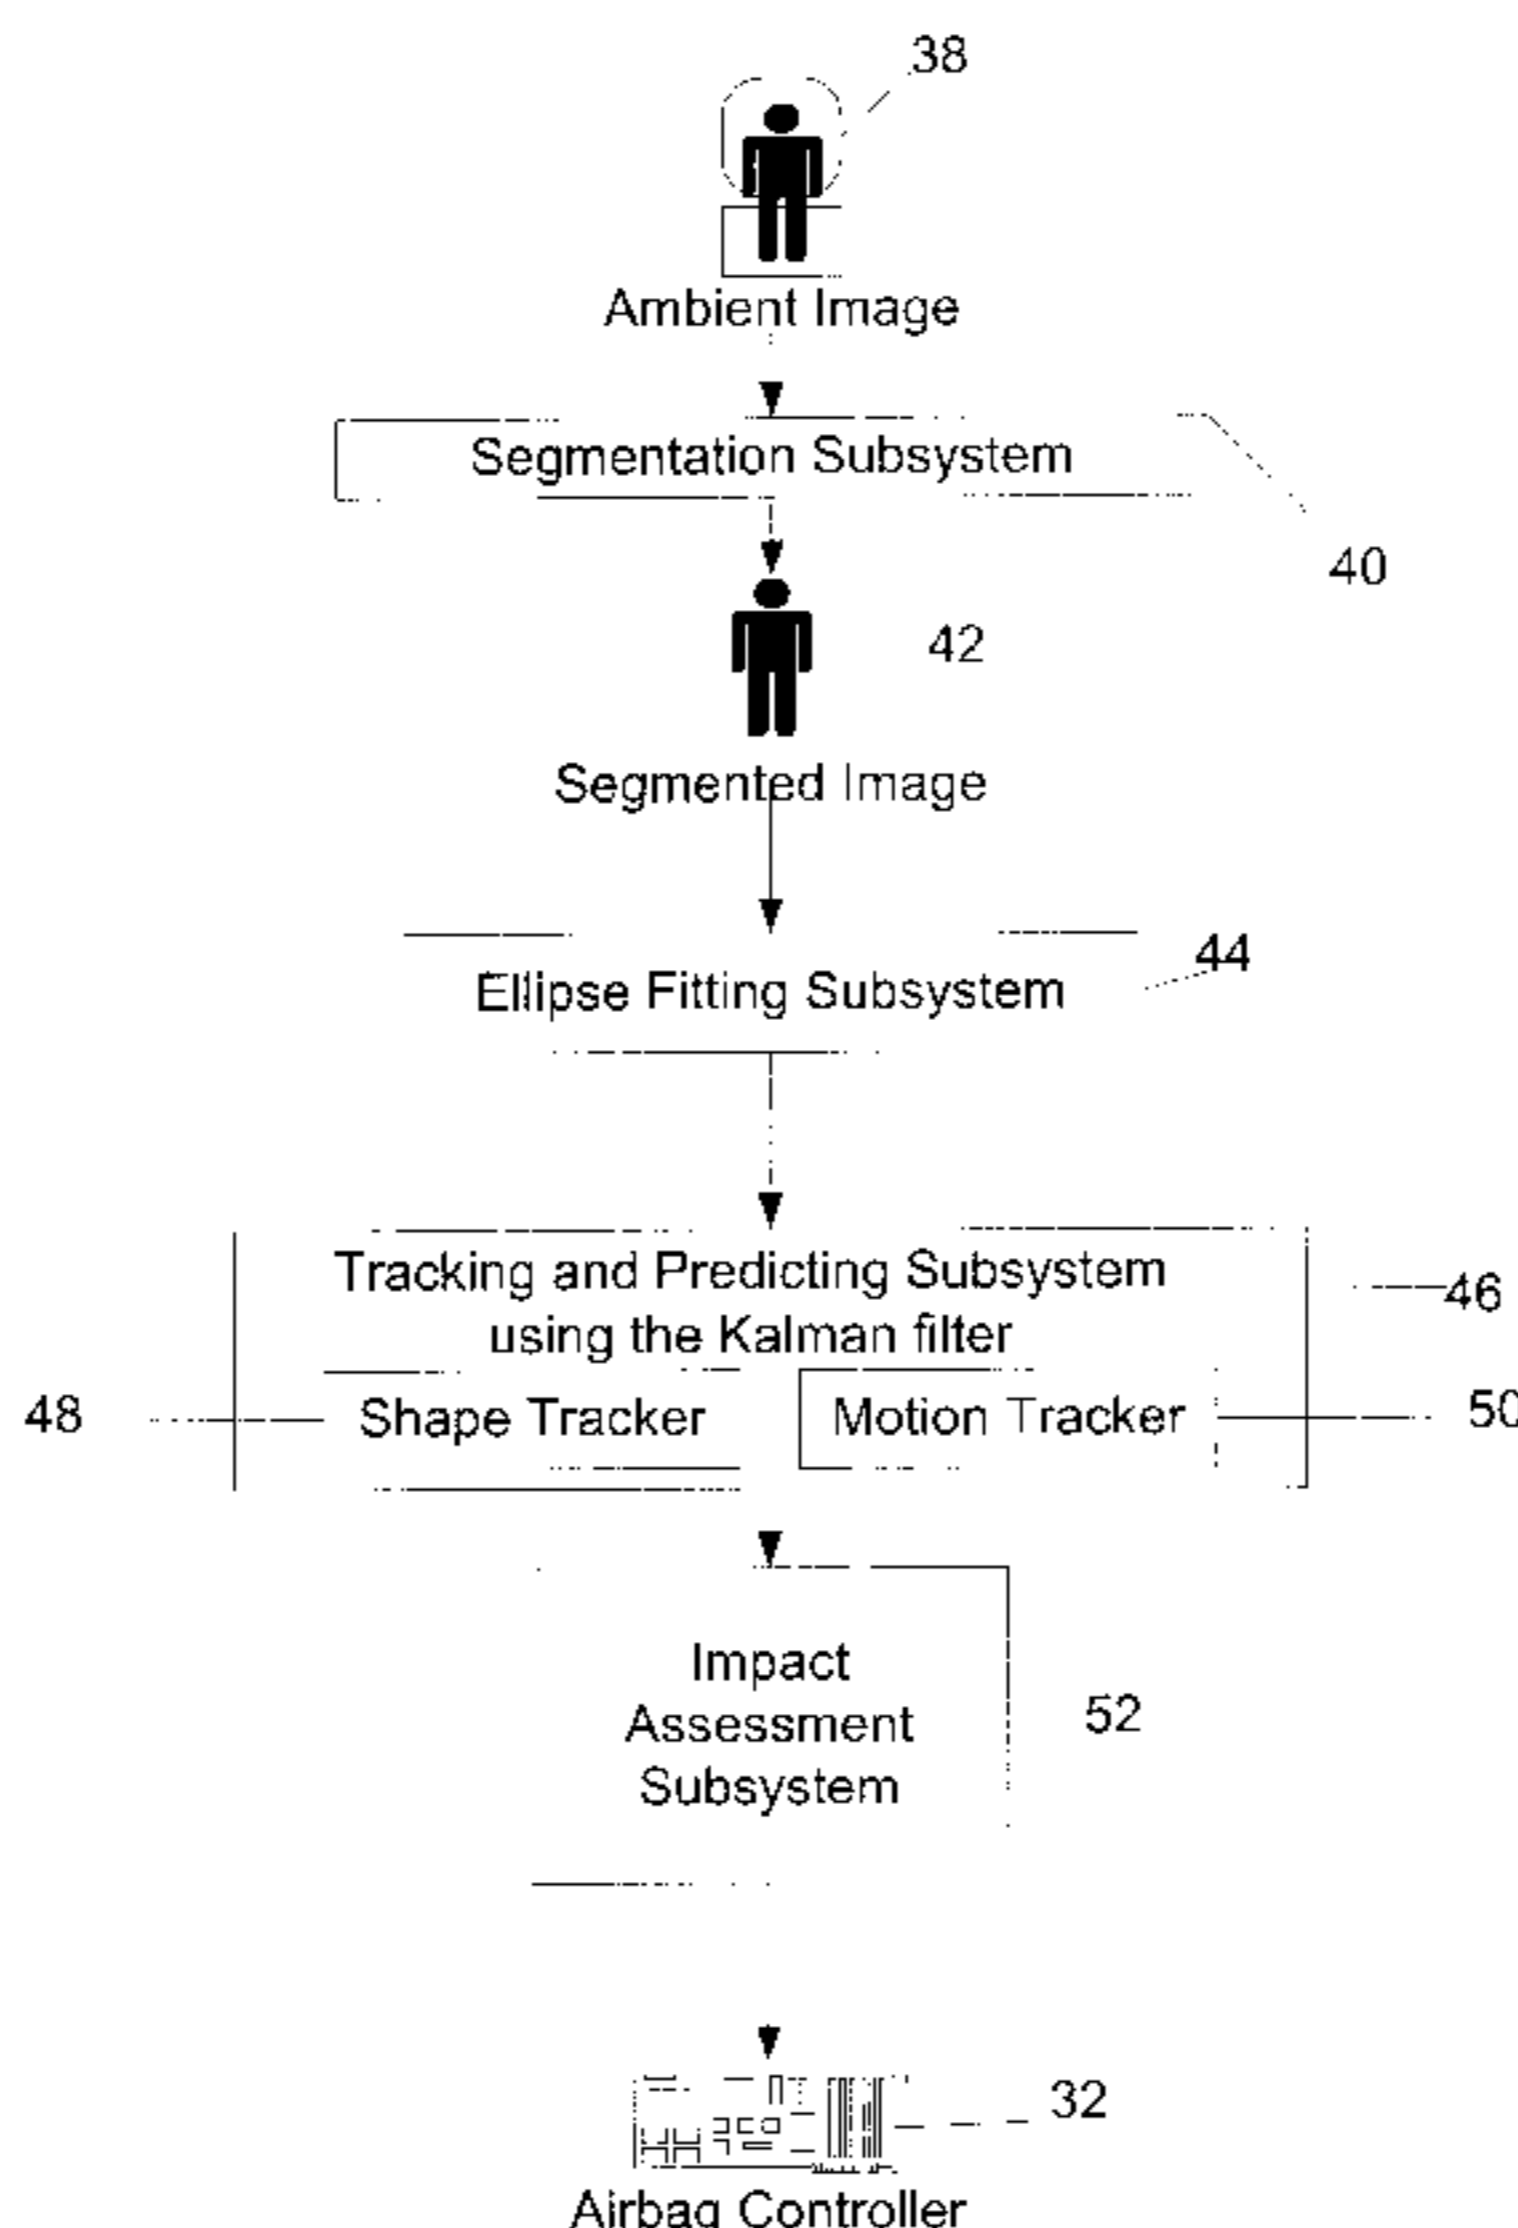 38
Ambient Image
Segmentation Subsystem
40
42
Segmented Image
44
Ellipse Fitting Subsystem
Tracking and Predicting Subsystem
46
using the Kalman filter
48
Shape Tracker
Motion Tracker
50
Impact
52
Assessment
Subsystem
32
Airbag Controller